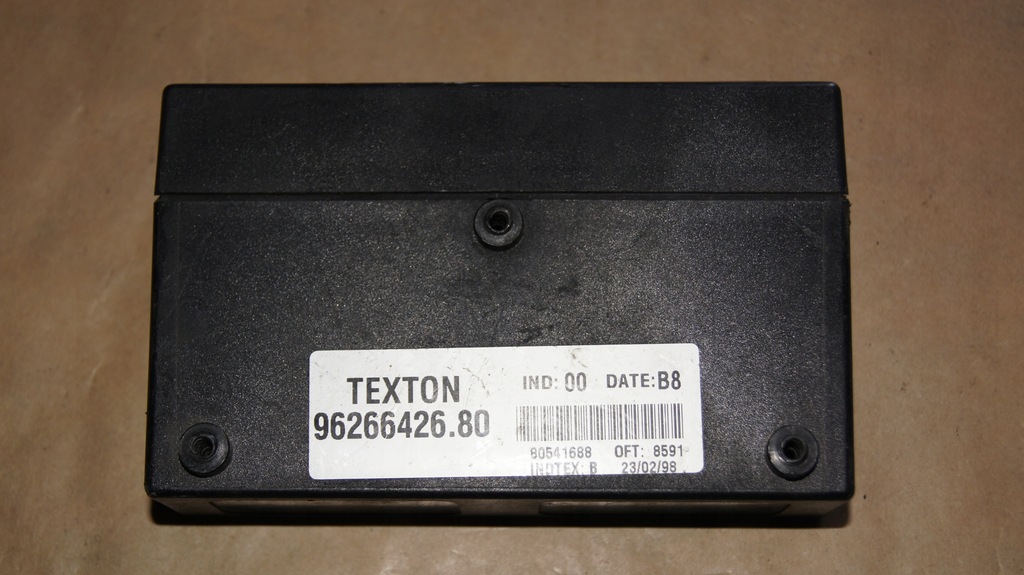 TEXTON
96266426.80
IND: 00 DATE: B8
80541688 OFT: 8591
INDTEX: B 23/02/98